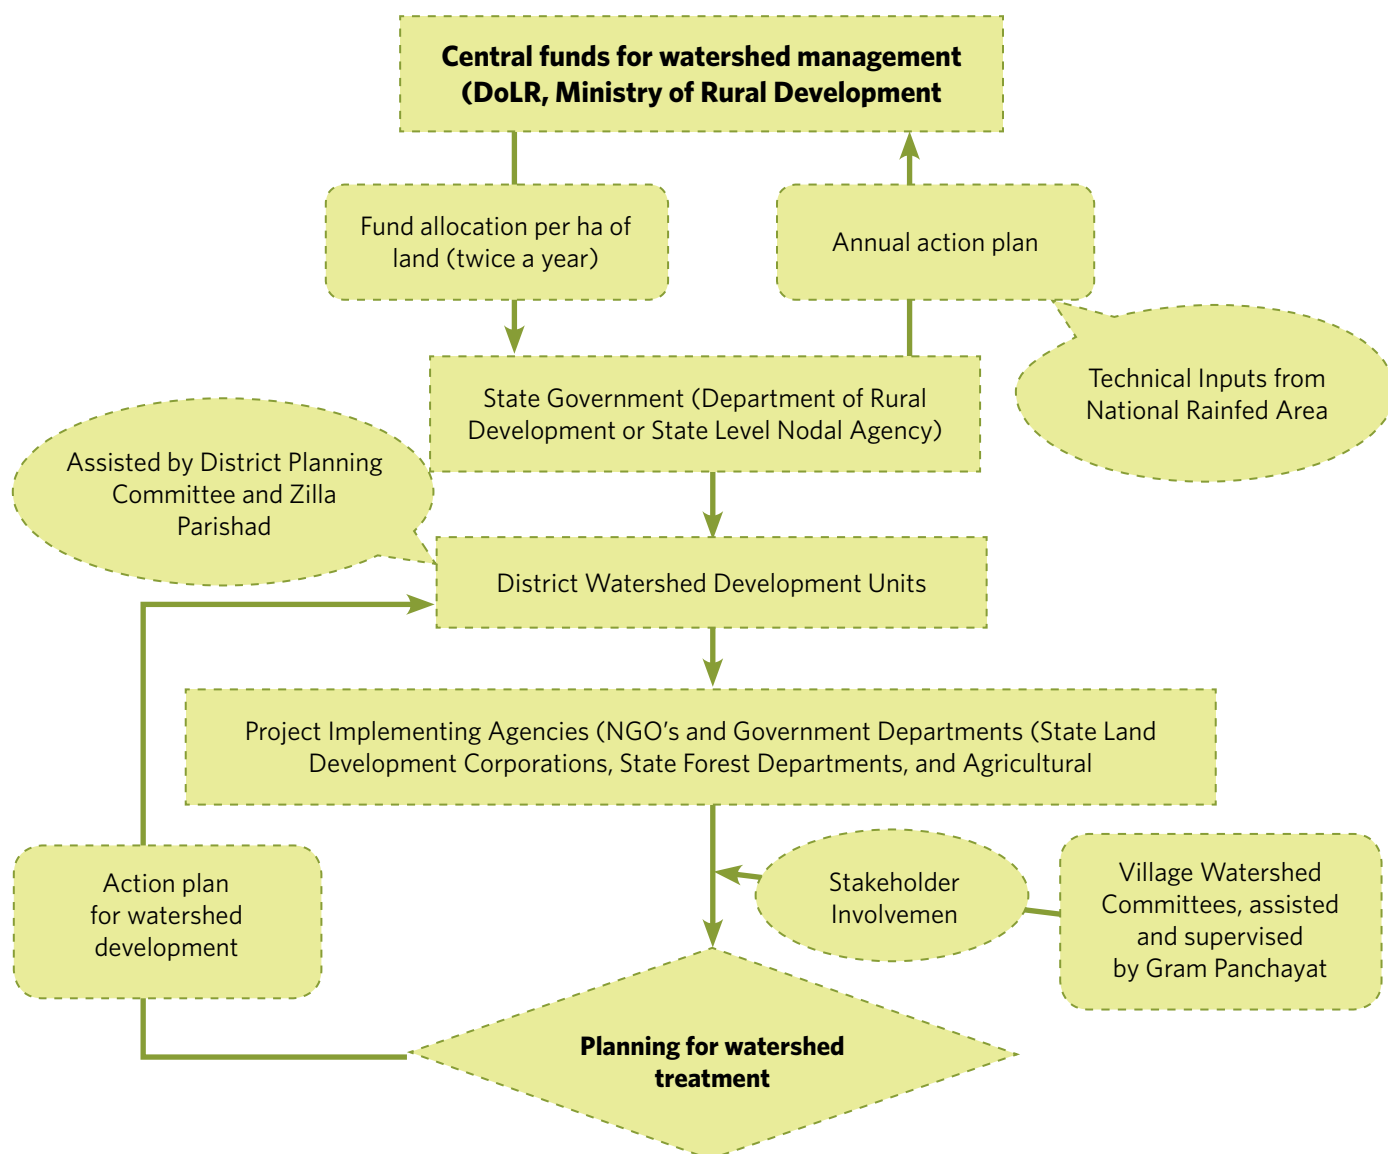 Central funds for watershed management
(DoLR, Ministry of Rural Development
Fund allocation per ha of
land (twice a year)
Annual action plan
Technical Inputs from
National Rainfed Area
State Government (Department of Rural
Development or State Level Nodal Agency)
Assisted by District Planning
Committee and Zilla
Parishad
District Watershed Development Units
Project Implementing Agencies (NGO's and Government Departments (State Land
Development Corporations, State Forest Departments, and Agricultural
Action plan
for watershed
development
Stakeholder
Involvemen
Village Watershed
Committees, assisted
and supervised
by Gram Panchayat
Planning for watershed
treatment